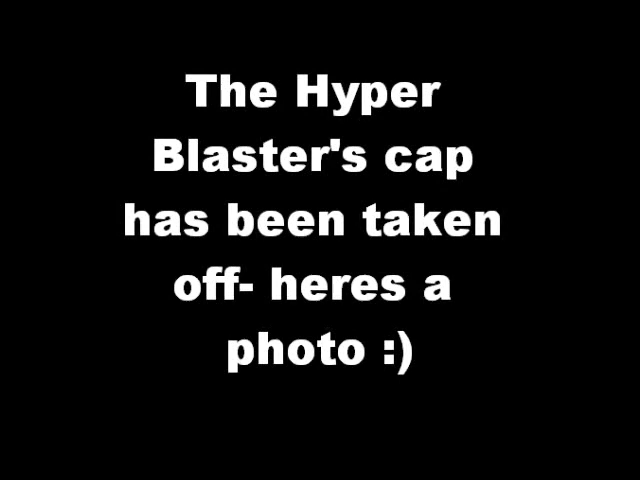 The Hyper
Blaster's cap
has been taken
off- heres a
photo :)